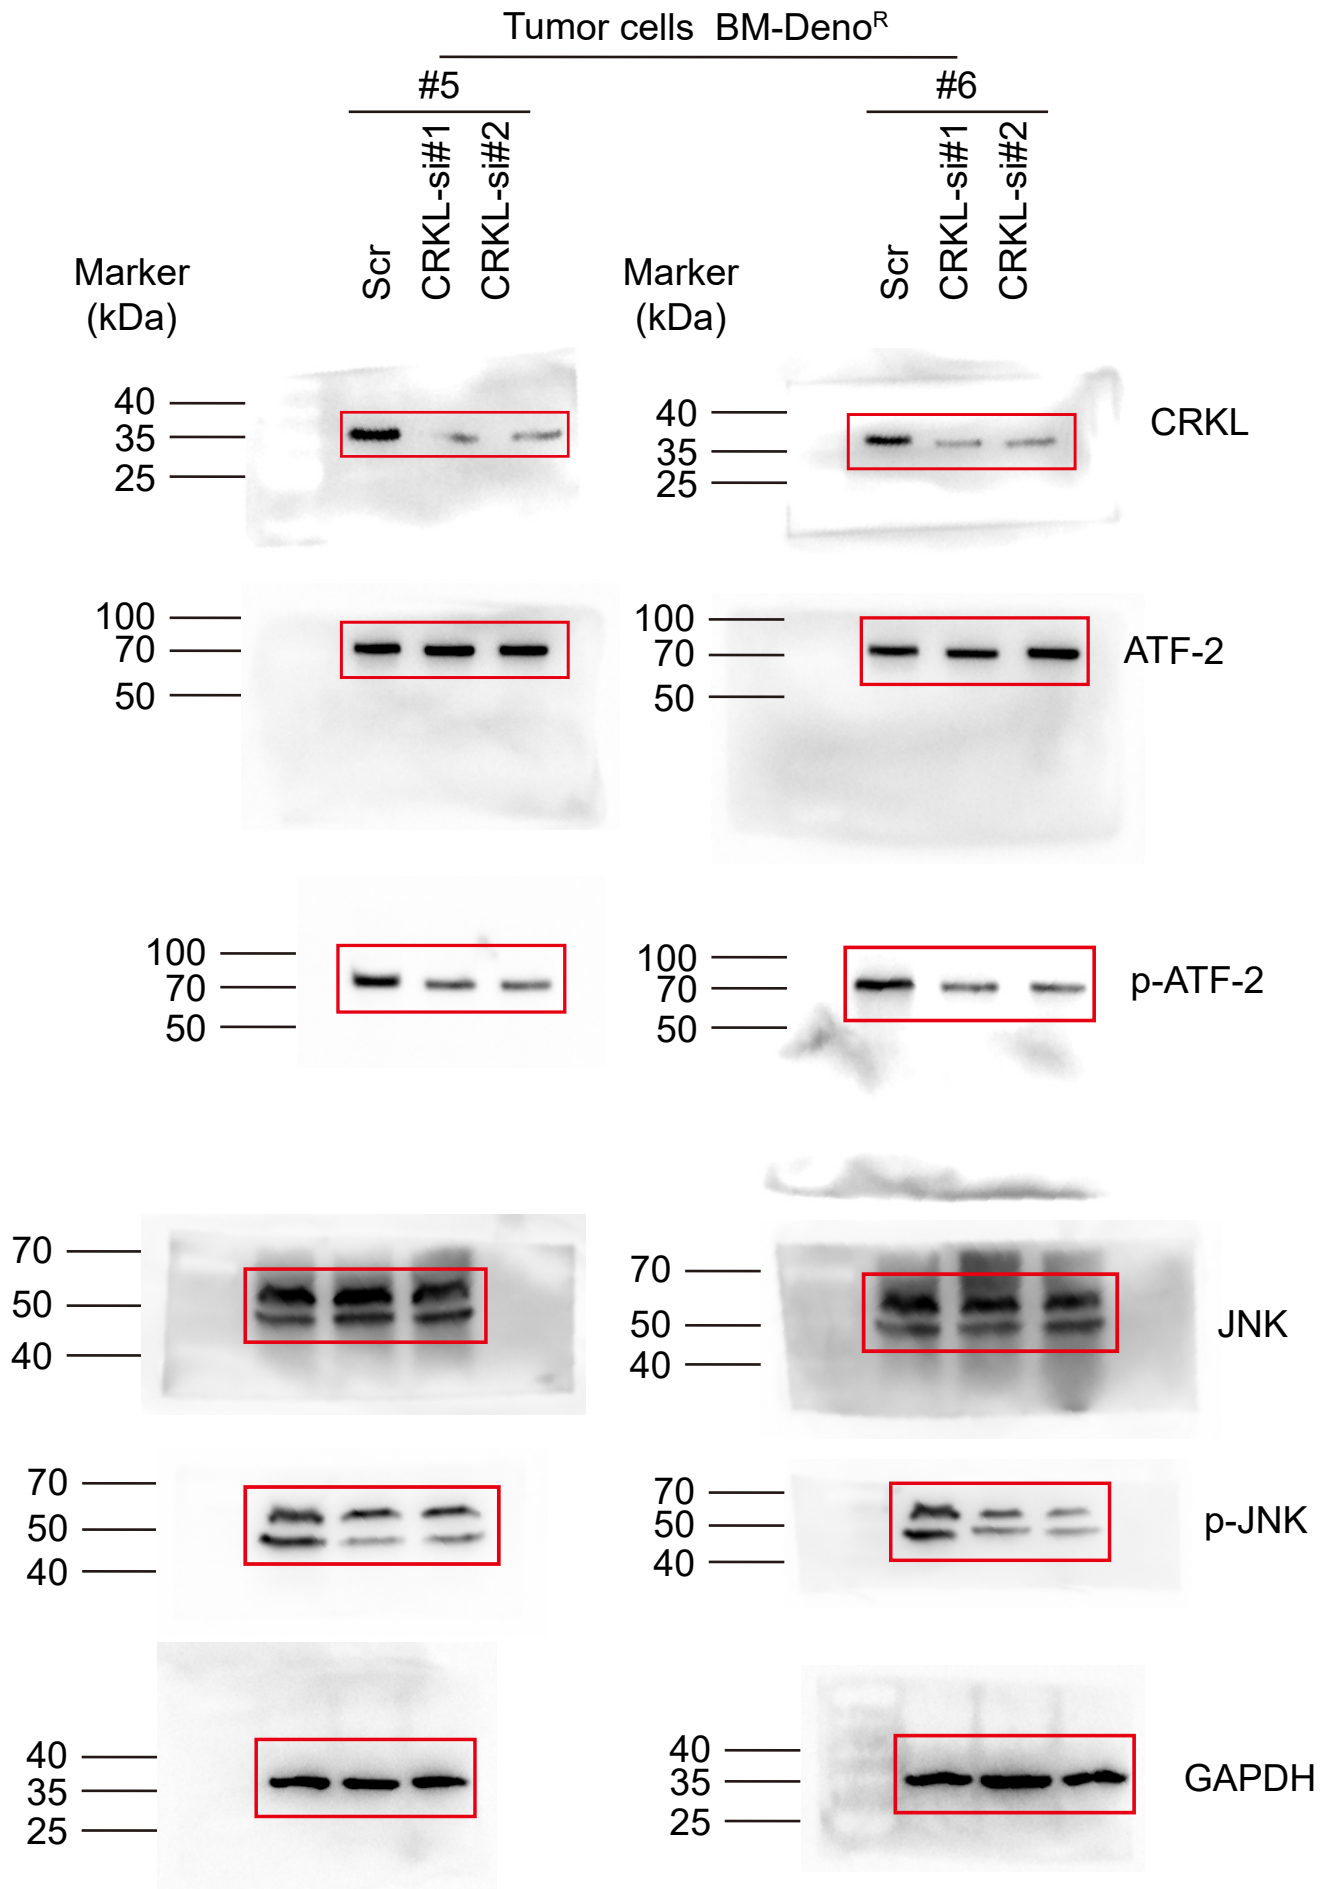 Tumor cells BM-Deno^R
#5 #6
Scr CRKL-si#1 CRKL-si#2 Scr CRKL-si#1 CRKL-si#2
Marker (kDa) Marker (kDa)
40 40
35 35
25 25
CRKL
100 100
70 70
50 50
ATF-2
100 100
70 70
50 50
p-ATF-2
70 70
50 50
40 40
JNK
70 70
50 50
40 40
p-JNK
40 40
35 35
25 25
GAPDH